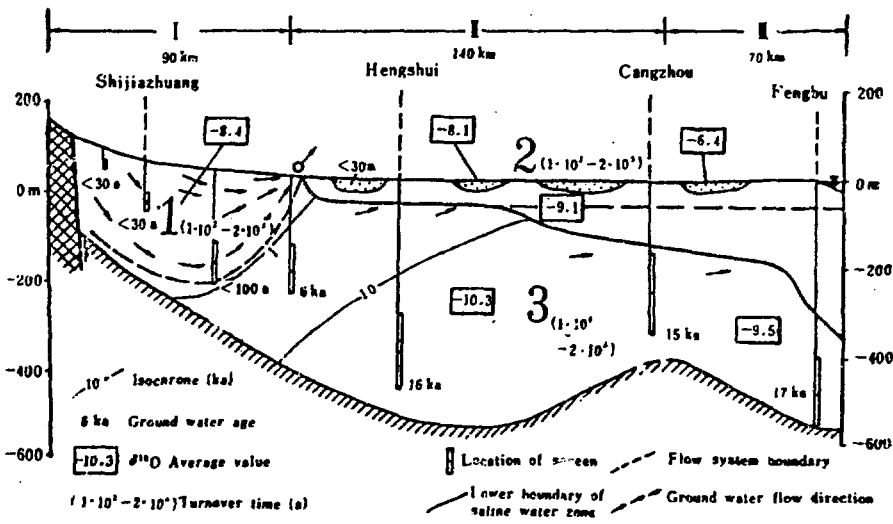 I II III
90 km 140 km 70 km
Shijiazhuang Hengshui Cangzhou Fengbu
200 200
-8.4 -8.1 -6.4
<30 a 2 (1·10² – 2·10³)
0 m 0 m
<30 a -9.1
<30 a 1 (1·10² – 2·10²)
-200 -200
<100 a 6 ka 10 -10.3 3 (1·10⁴ – 2·10⁴) 15 ka -9.5
-400 -400
16 ka 17 ka
-600 -600
10 Isochrone (ka)
6 ka Ground water age
-10.3 δ¹⁸O Average value
(1·10² – 2·10⁴) Turnover time (a)
Location of screen
Lower boundary of saline water zone
Flow system boundary
Ground water flow direction